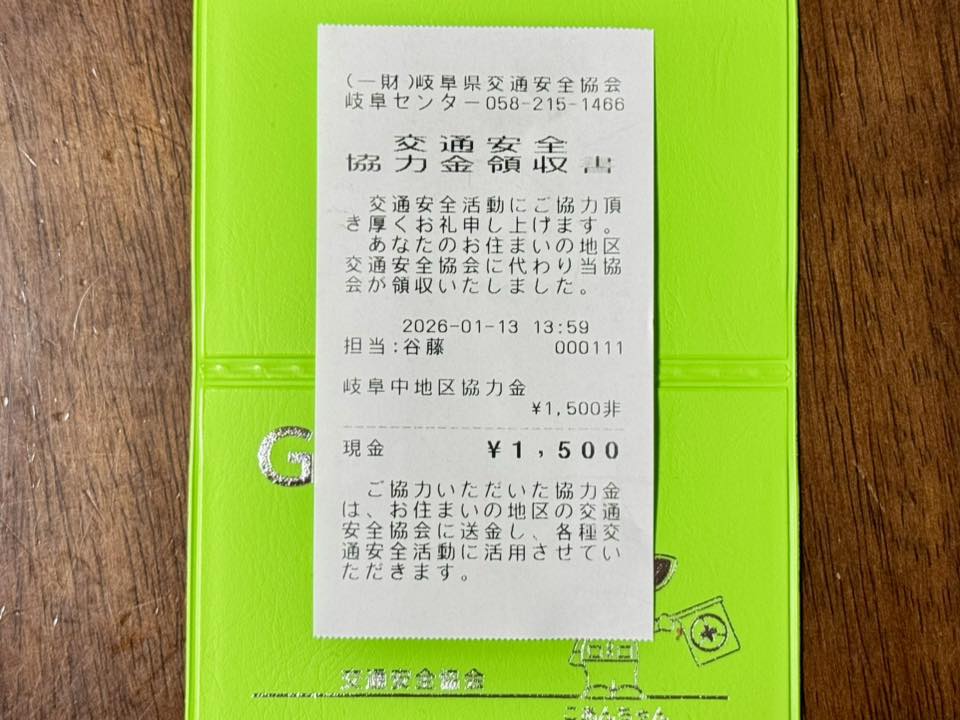 (一財)岐阜県交通安全協会
岐阜センター058-215-1466
交通安全
協力金領収書
交通安全活動にご協力頂
き厚くお礼申し上げます。
あなたのお住まいの地区
交通安全協会に代わり当協
会が領収いたしました。
2026-01-13 13:59
担当:谷藤 000111
岐阜中地区協力金
¥1,500非
現金 ¥1,500
ご協力いただいた協力金
は、お住まいの地区の交通
安全協会に送金し、各種交
通安全活動に活用させてい
ただきます。
G
交通安全協会